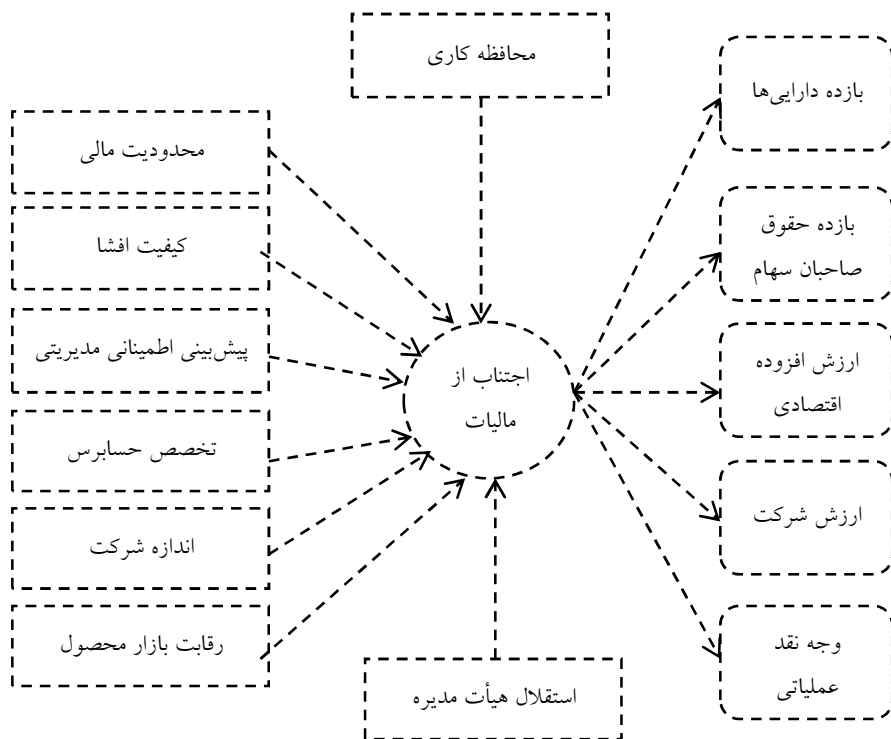 محافظه کاری
بازده دارایی‌ها
محدودیت مالی
کیفیت افشا
بازده حقوق
صاحبان سهام
پیش‌بینی اطمینانی مدیریتی
اجتناب از
مالیات
ارزش افزوده
اقتصادی
تخصص حسابرس
ارزش شرکت
اندازه شرکت
رقابت بازار محصول
وجه نقد
عملیاتی
استقلال هیأت مدیره